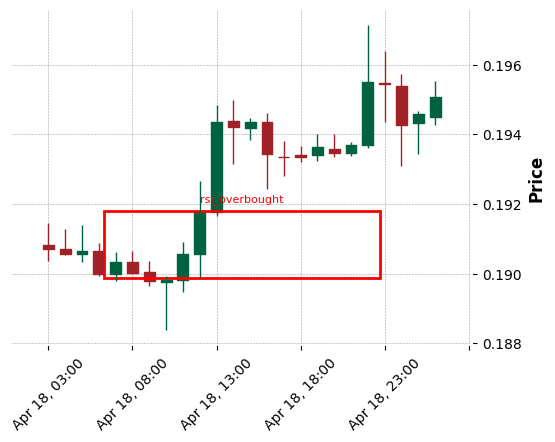 rsi overbought
0.196
0.194
0.192
0.190
0.188
Price
Apr 18, 03:00
Apr 18, 08:00
Apr 18, 13:00
Apr 18, 18:00
Apr 18, 23:00